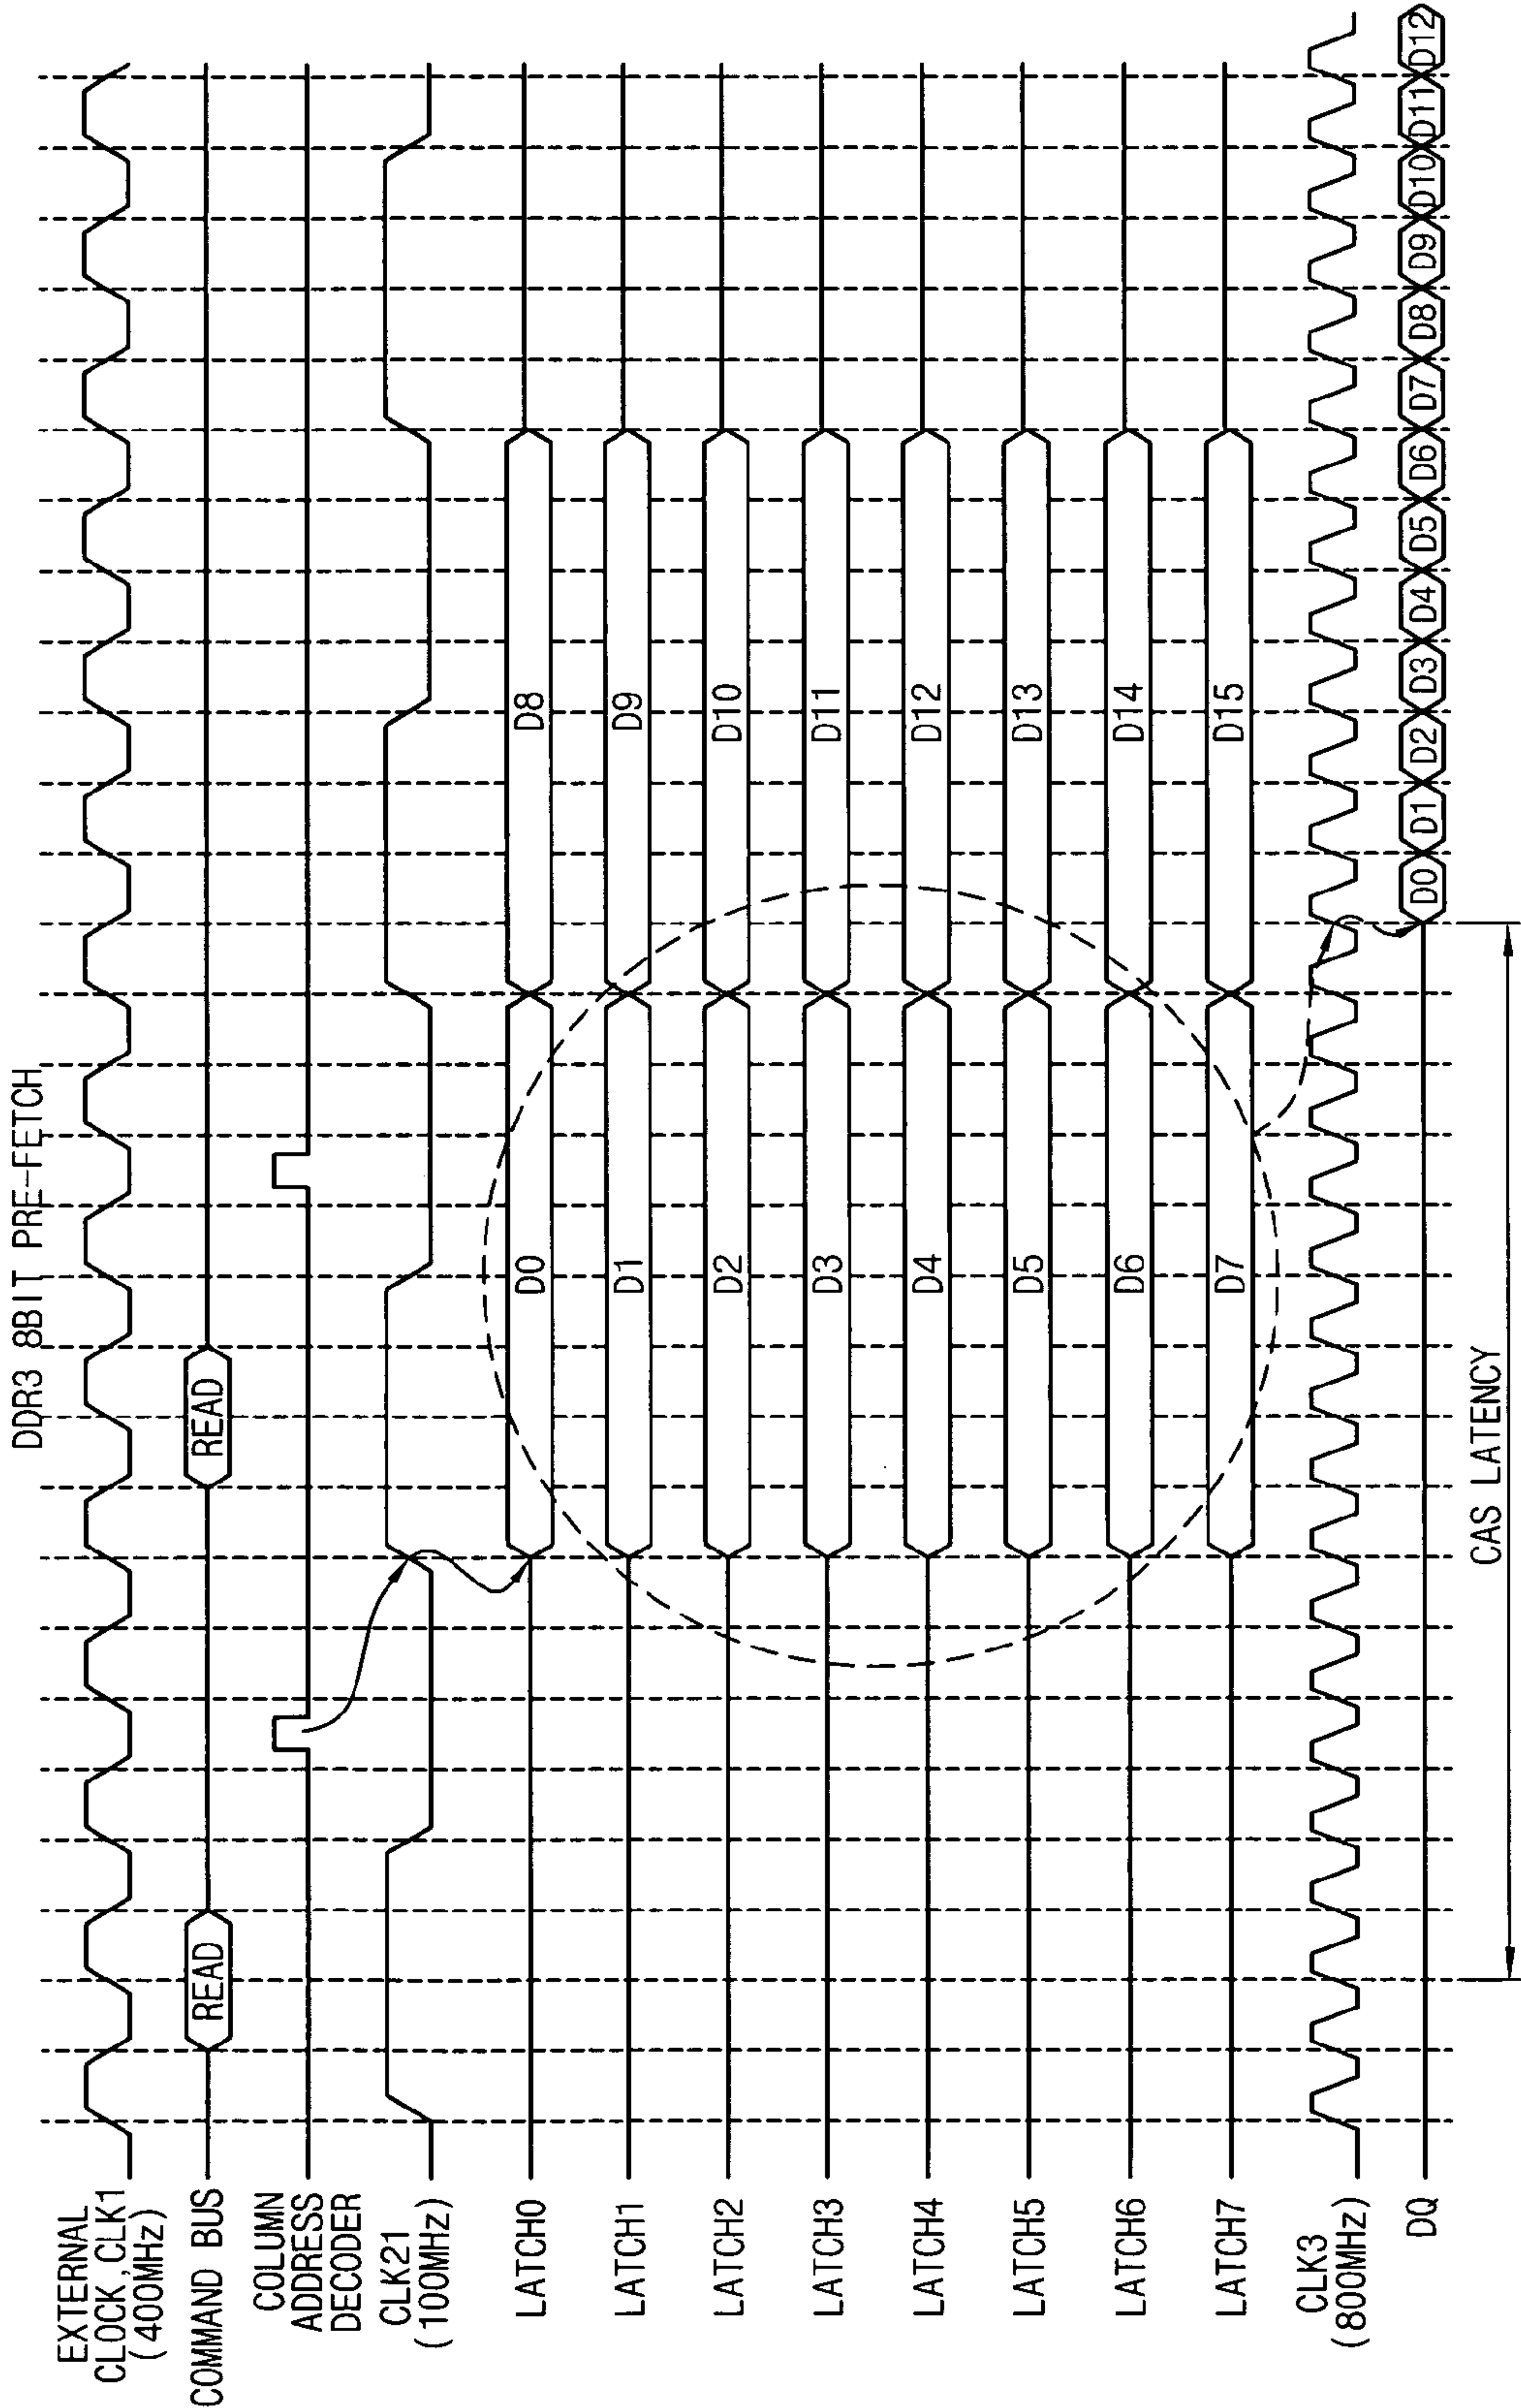 DDR3 8BIT PRE-FETCH
EXTERNAL
CLOCK,CLK1
(400MHz)
COMMAND BUS
READ
READ
COLUMN
ADDRESS
DECODER
CLK21
(100MHz)
LATCH0
D0
D8
LATCH1
D1
D9
LATCH2
D2
D10
LATCH3
D3
D11
LATCH4
D4
D12
LATCH5
D5
D13
LATCH6
D6
D14
LATCH7
D7
D15
CLK3
(800MHz)
DQ
D0
D1
D2
D3
D4
D5
D6
D7
D8
D9
D10
D11
D12
CAS LATENCY